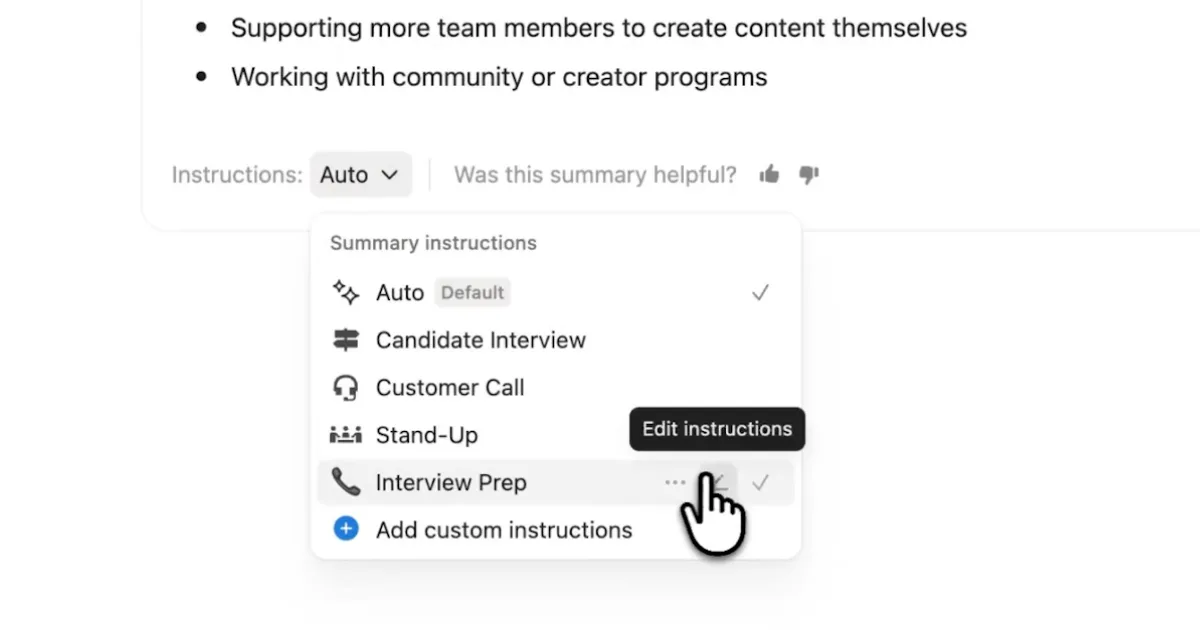 Supporting more team members to create content themselves
Working with community or creator programs
Instructions: Auto Was this summary helpful?
Summary instructions
Auto Default
Candidate Interview
Customer Call
Edit instructions
Stand-Up
Interview Prep
Add custom instructions